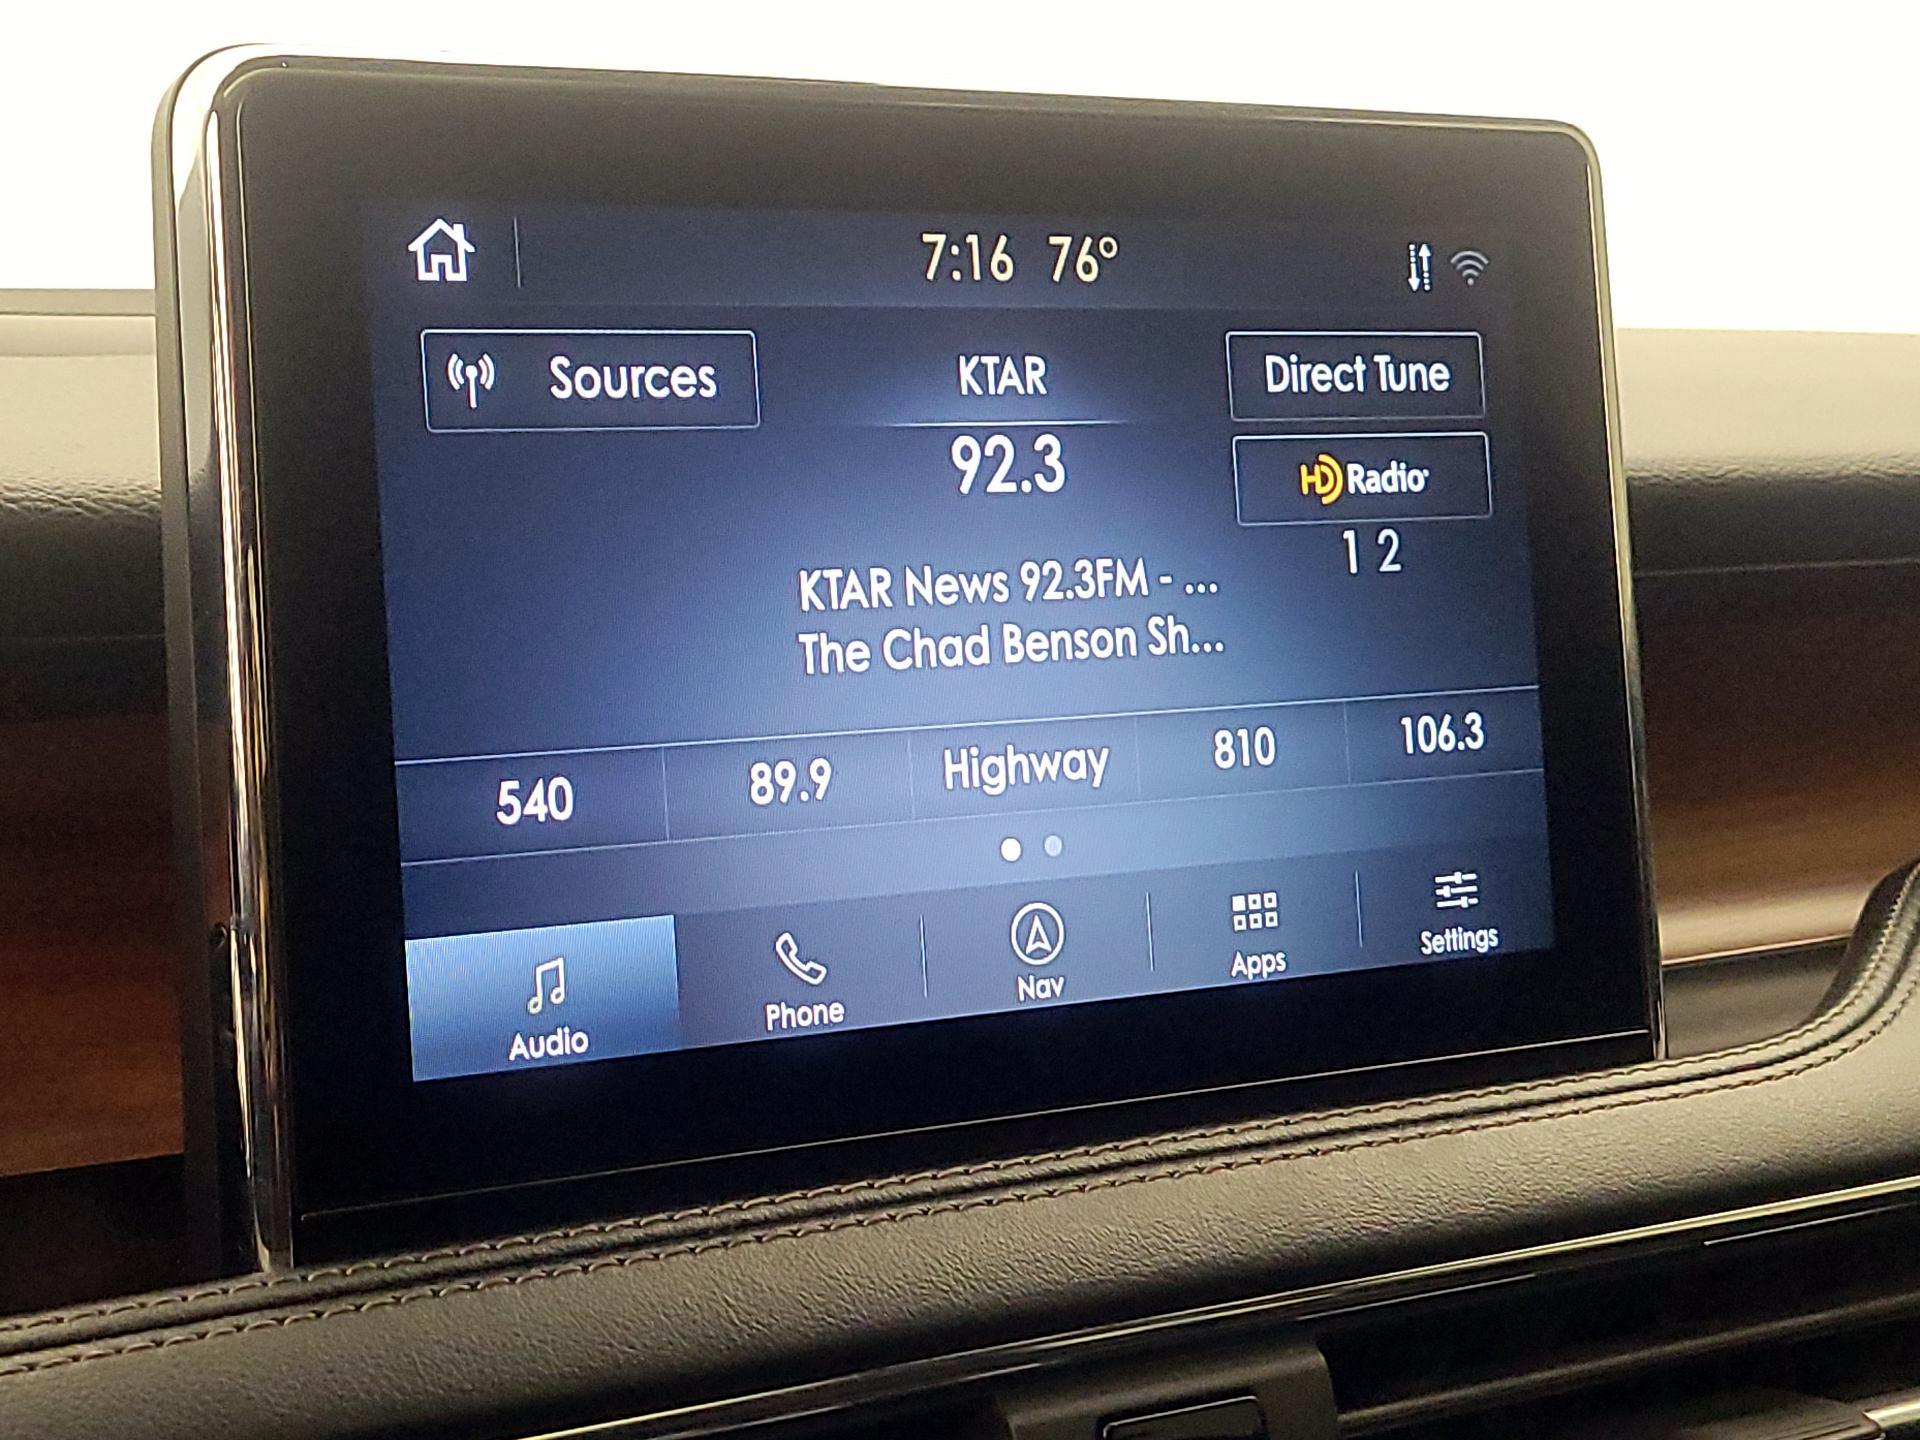 7:16 76°
Sources
KTAR
Direct Tune
92.3
HD Radio
1 2
KTAR News 92.3FM - ...
The Chad Benson Sh...
540 89.9 Highway 810 106.3
Audio Phone Nav Apps Settings